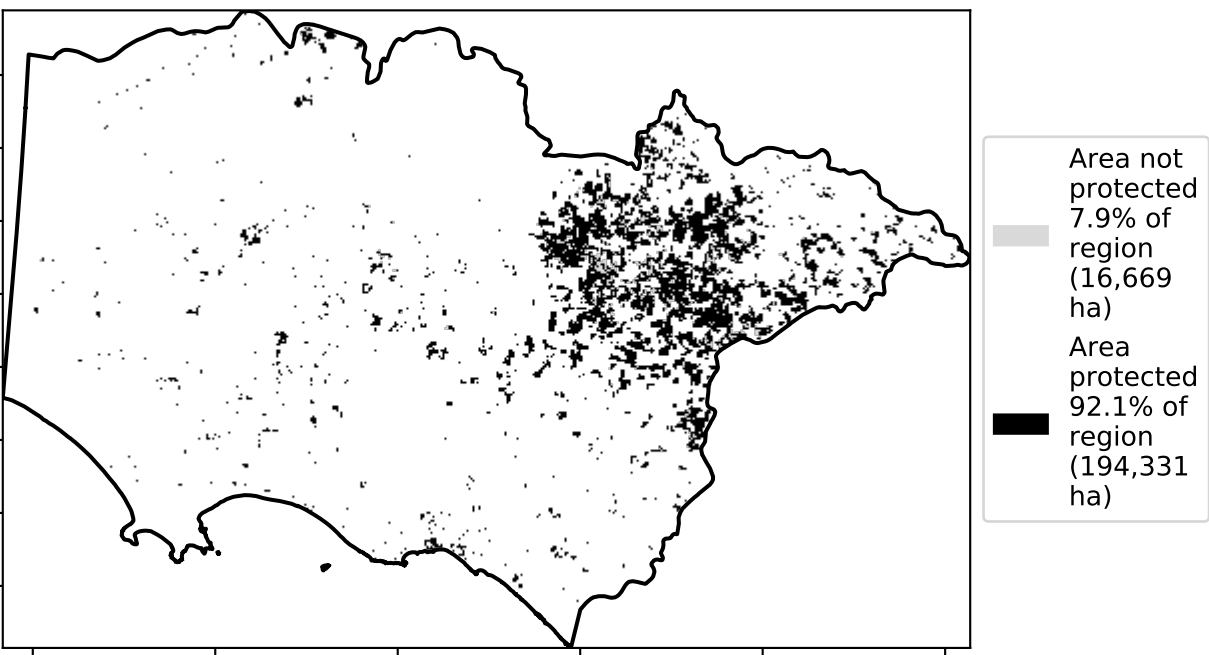 Area not
protected
7.9% of
region
(16,669
ha)
Area
protected
92.1% of
region
(194,331
ha)